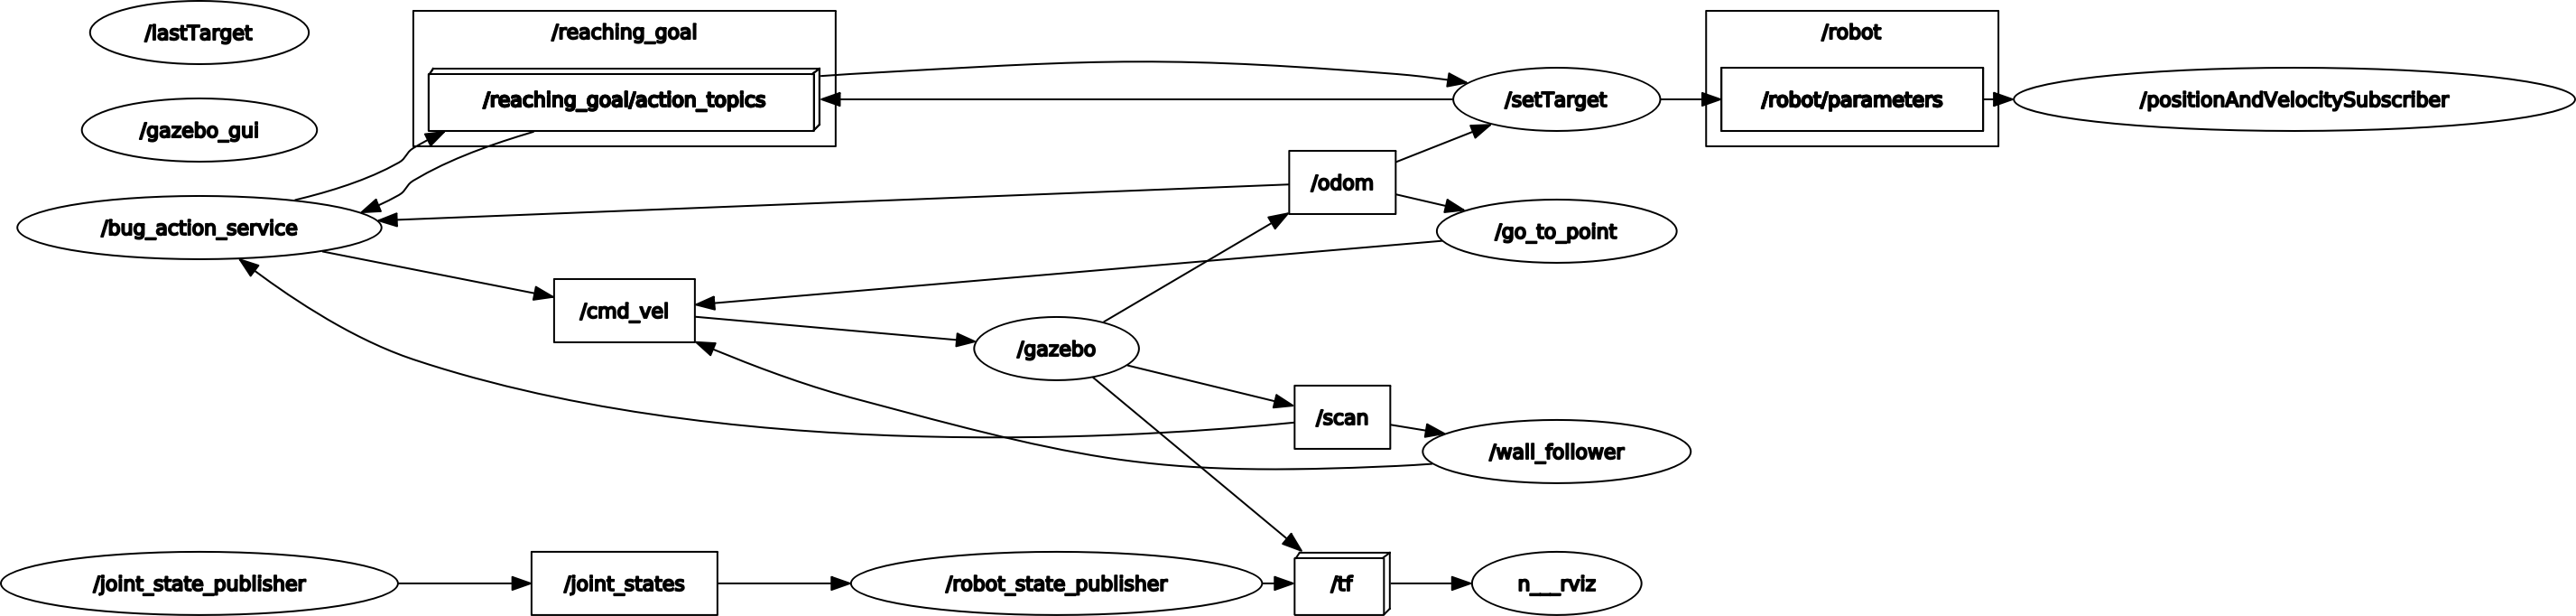 /lastTarget
/reaching_goal
/robot
/reaching_goal/action_topics
/setTarget
/robot/parameters
/positionAndVelocitySubscriber
/gazebo_gui
/odom
/bug_action_service
/go_to_point
/cmd_vel
/gazebo
/scan
/wall_follower
/joint_state_publisher
/joint_states
/robot_state_publisher
/tf
n___rviz